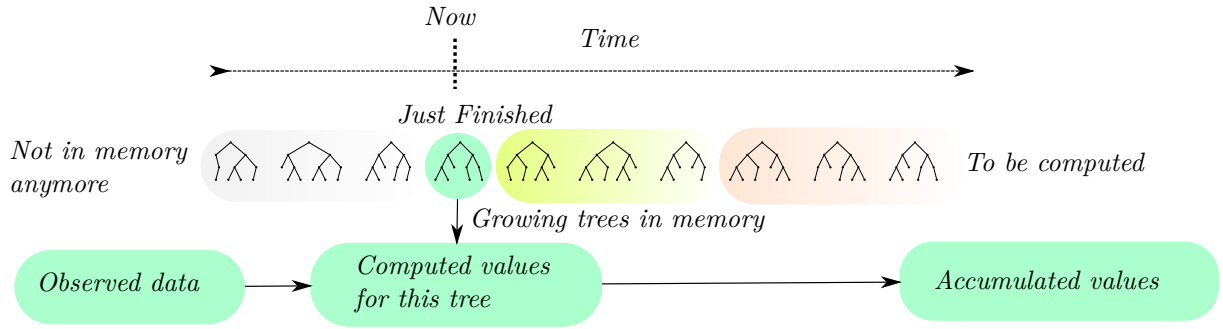 Now
Time
Just Finished
Not in memory
anymore
To be computed
Growing trees in memory
Observed data
Computed values
for this tree
Accumulated values